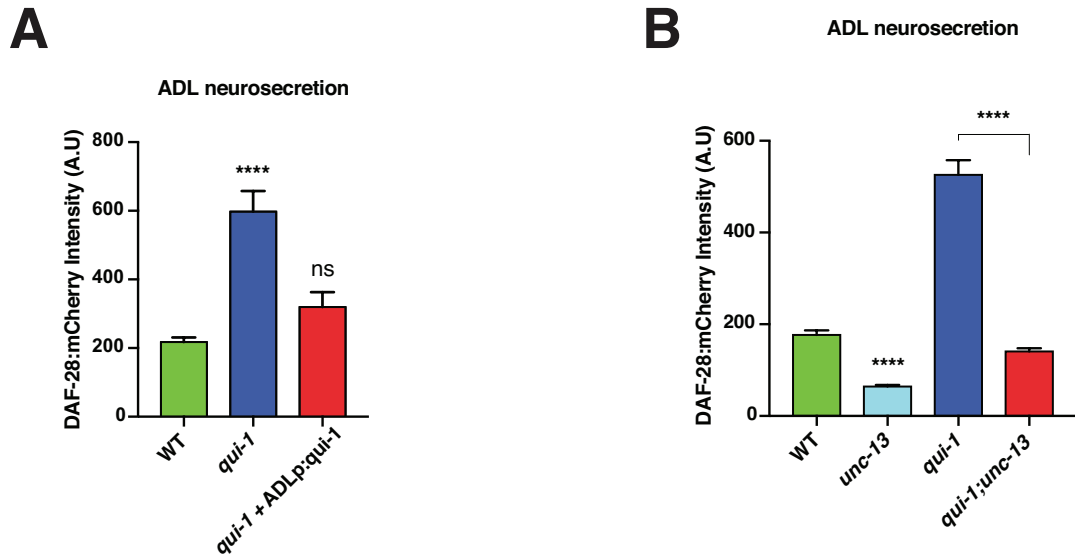 A
ADL neurosecretion
DAF-28:mCherry Intensity (A.U)
800
600
400
200
0
****
ns
WT
qui-1
qui-1 +ADLp:qui-1
B
ADL neurosecretion
DAF-28:mCherry Intensity (A.U)
600
400
200
0
****
****
WT
unc-13
qui-1
qui-1;unc-13